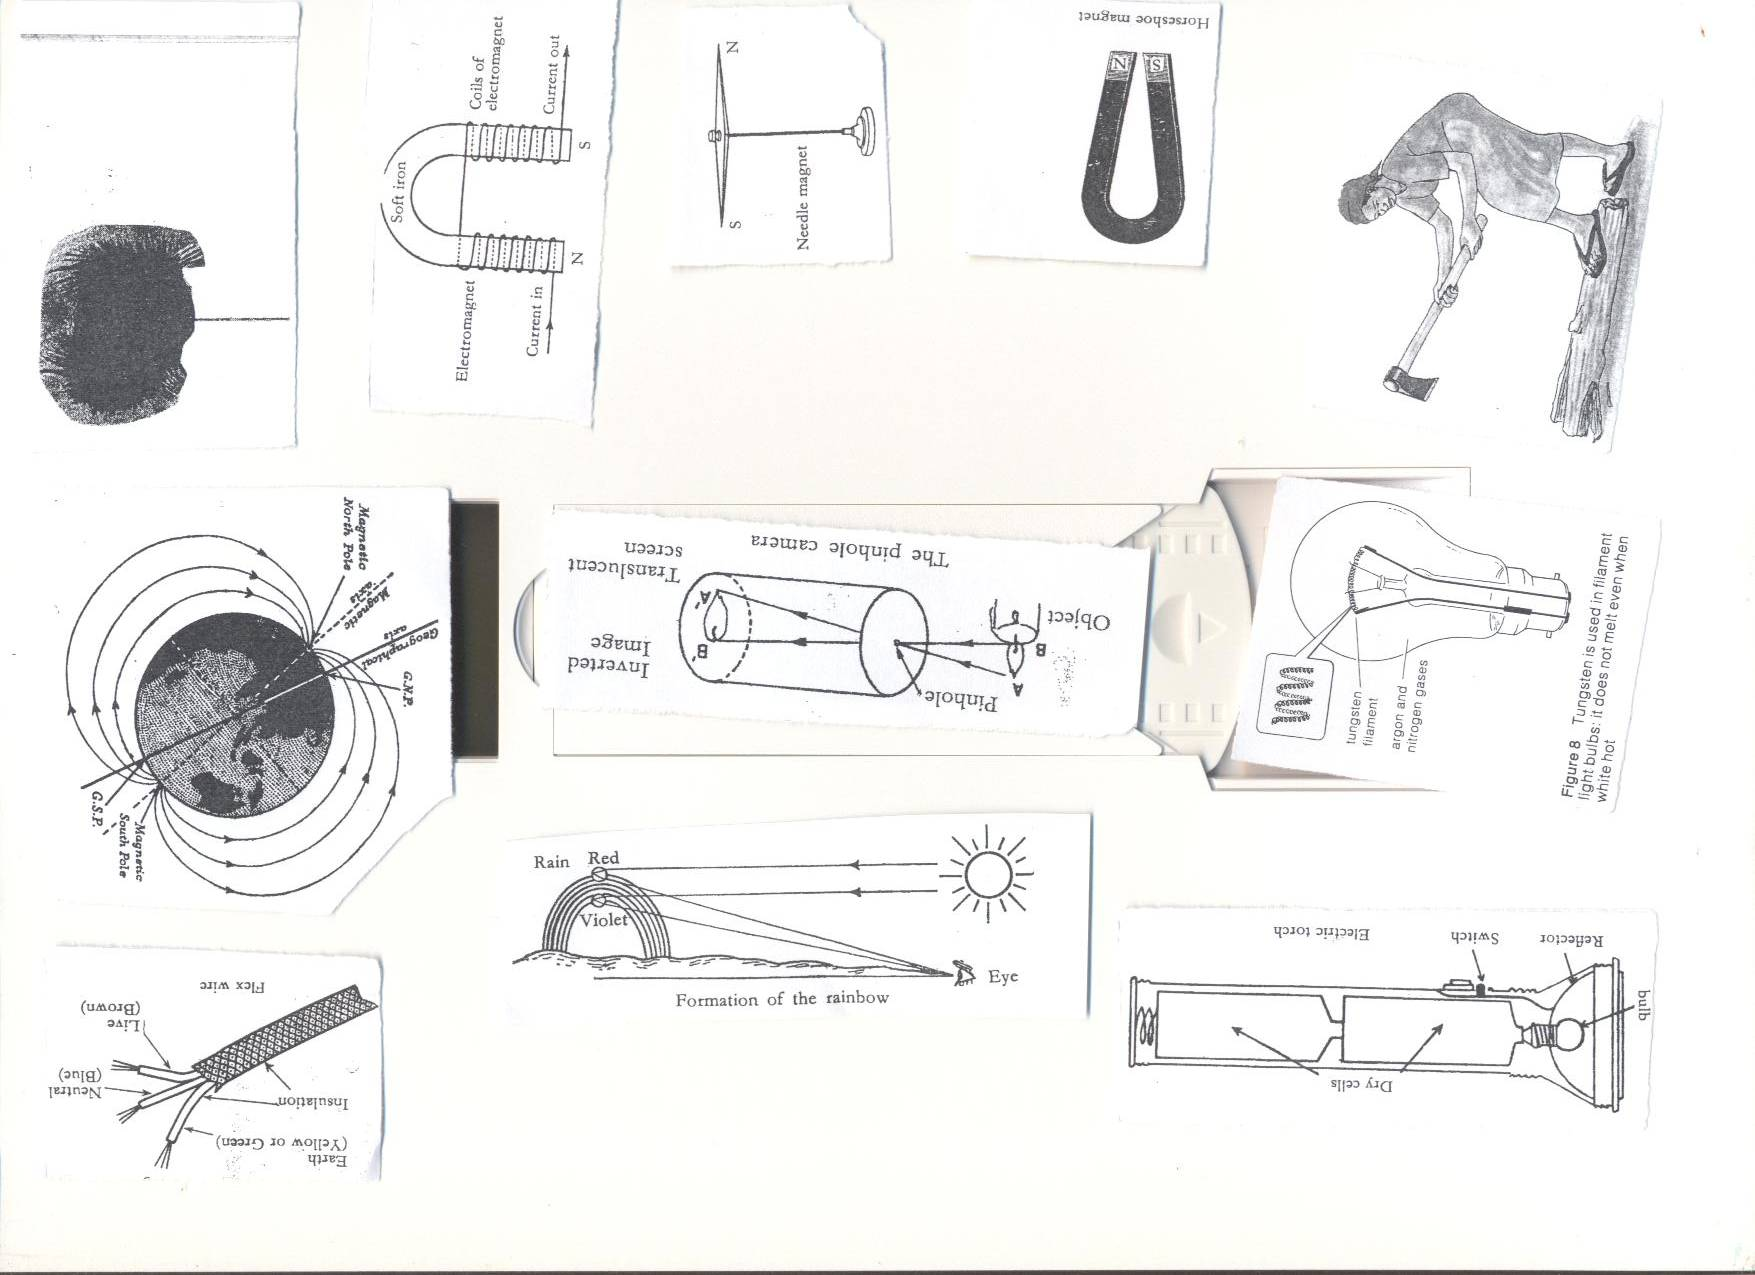 Coils of
electromagnet
Current out
Soft iron
S
N
Electromagnet
Current in
N
S
Needle magnet
Horseshoe magnet
N
S
Magnetic
North Pole
Magnetic
axis
Geographical
axis
G.N.P.
G.S.P.
Magnetic
South Pole
The pinhole camera
Translucent
screen
Inverted
Image
A'
B'
Pinhole
Object
A
B
tungsten
filament
argon and
nitrogen gases
Figure 8 Tungsten is used in filament
light bulbs: it does not melt even when
white hot
Rain
Red
Violet
Eye
Formation of the rainbow
Flex wire
Live
(Brown)
Neutral
(Blue)
Insulation
Earth
(Yellow or Green)
Electric torch
Switch
Reflector
bulb
Dry cells